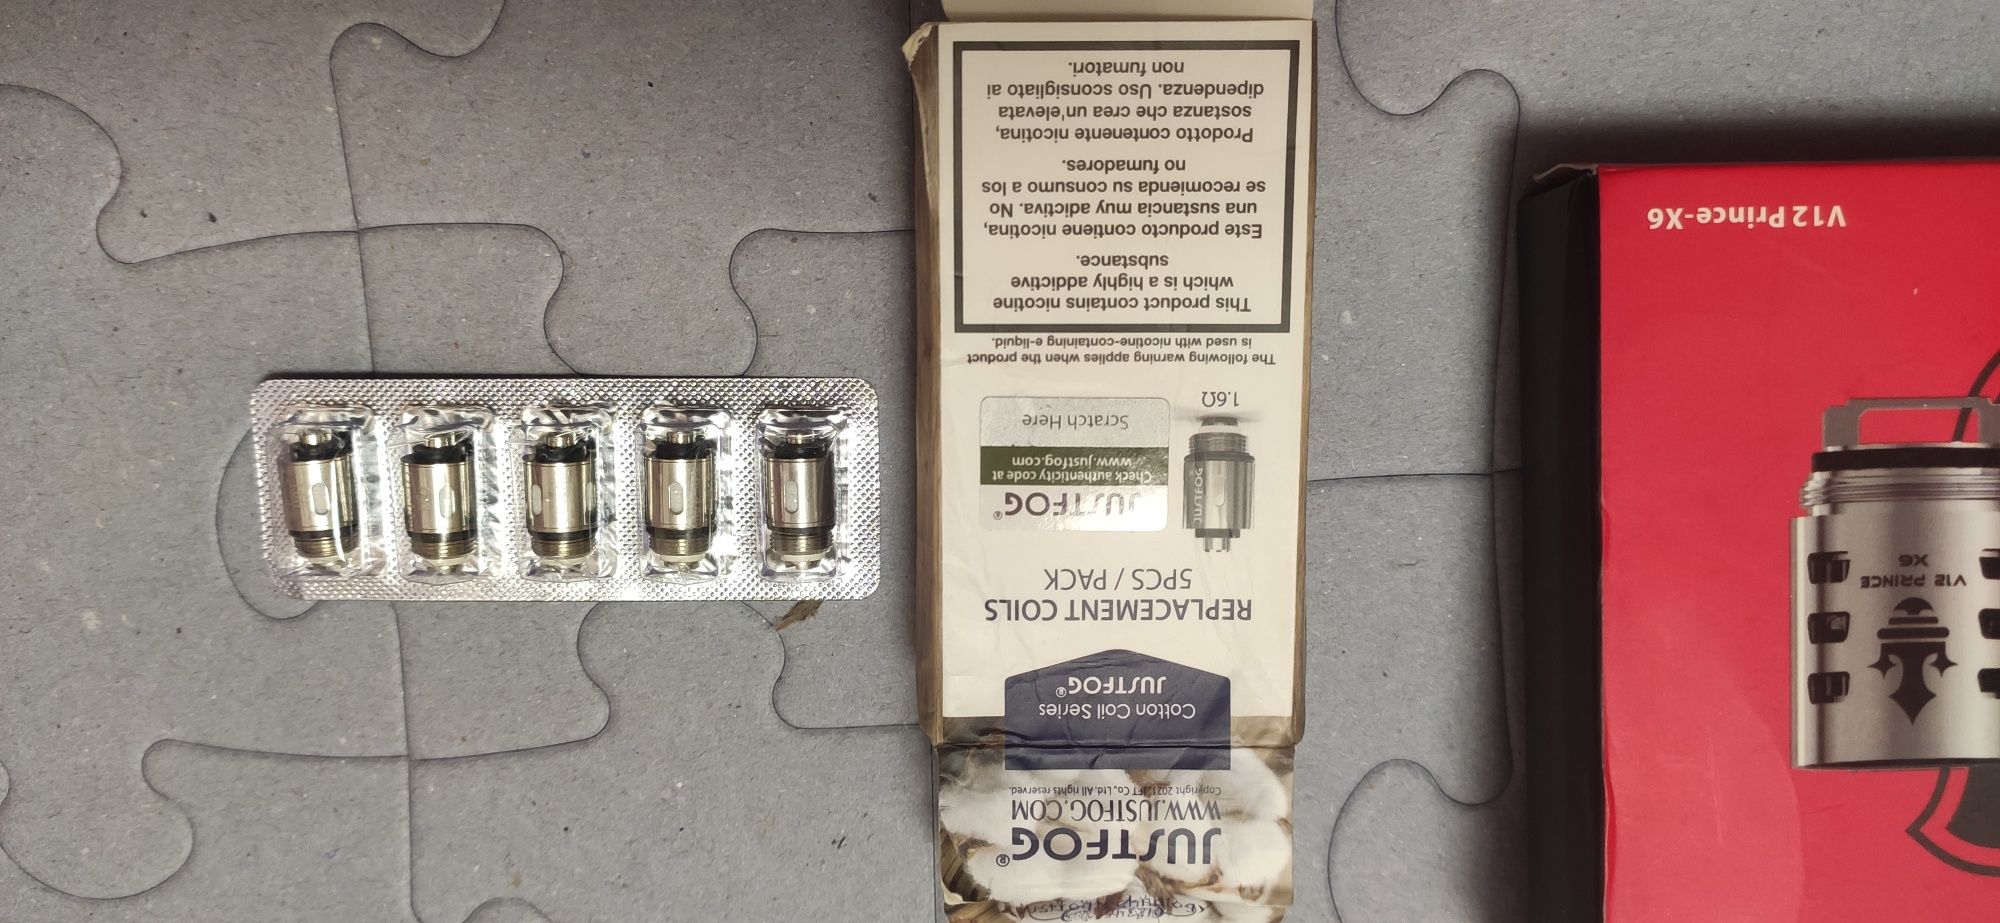 JUSTFOG®
WWW.JUSTFOG.COM
Copyright 2021. JFT Co., Ltd. All rights reserved.
Cotton Coil Series
JUSTFOG®
REPLACEMENT COILS
5PCS / PACK
JUSTFOG
JUSTFOG®
Check authenticity code at
www.justfog.com
Scratch Here
1.6Ω
The following warning applies when the product
is used with nicotine-containing e-liquid.
This product contains nicotine
which is a highly addictive
substance.
Este producto contiene nicotine,
una sustancia muy adictiva. No
se recomienda su consumo a los
no fumadores.
Prodotto contenente nicotine,
sostanza che crea un'elevata
dipendenza. Uso sconsigliato ai
non fumatori.
V12 PRINCE
X6
V12 Prince-X6